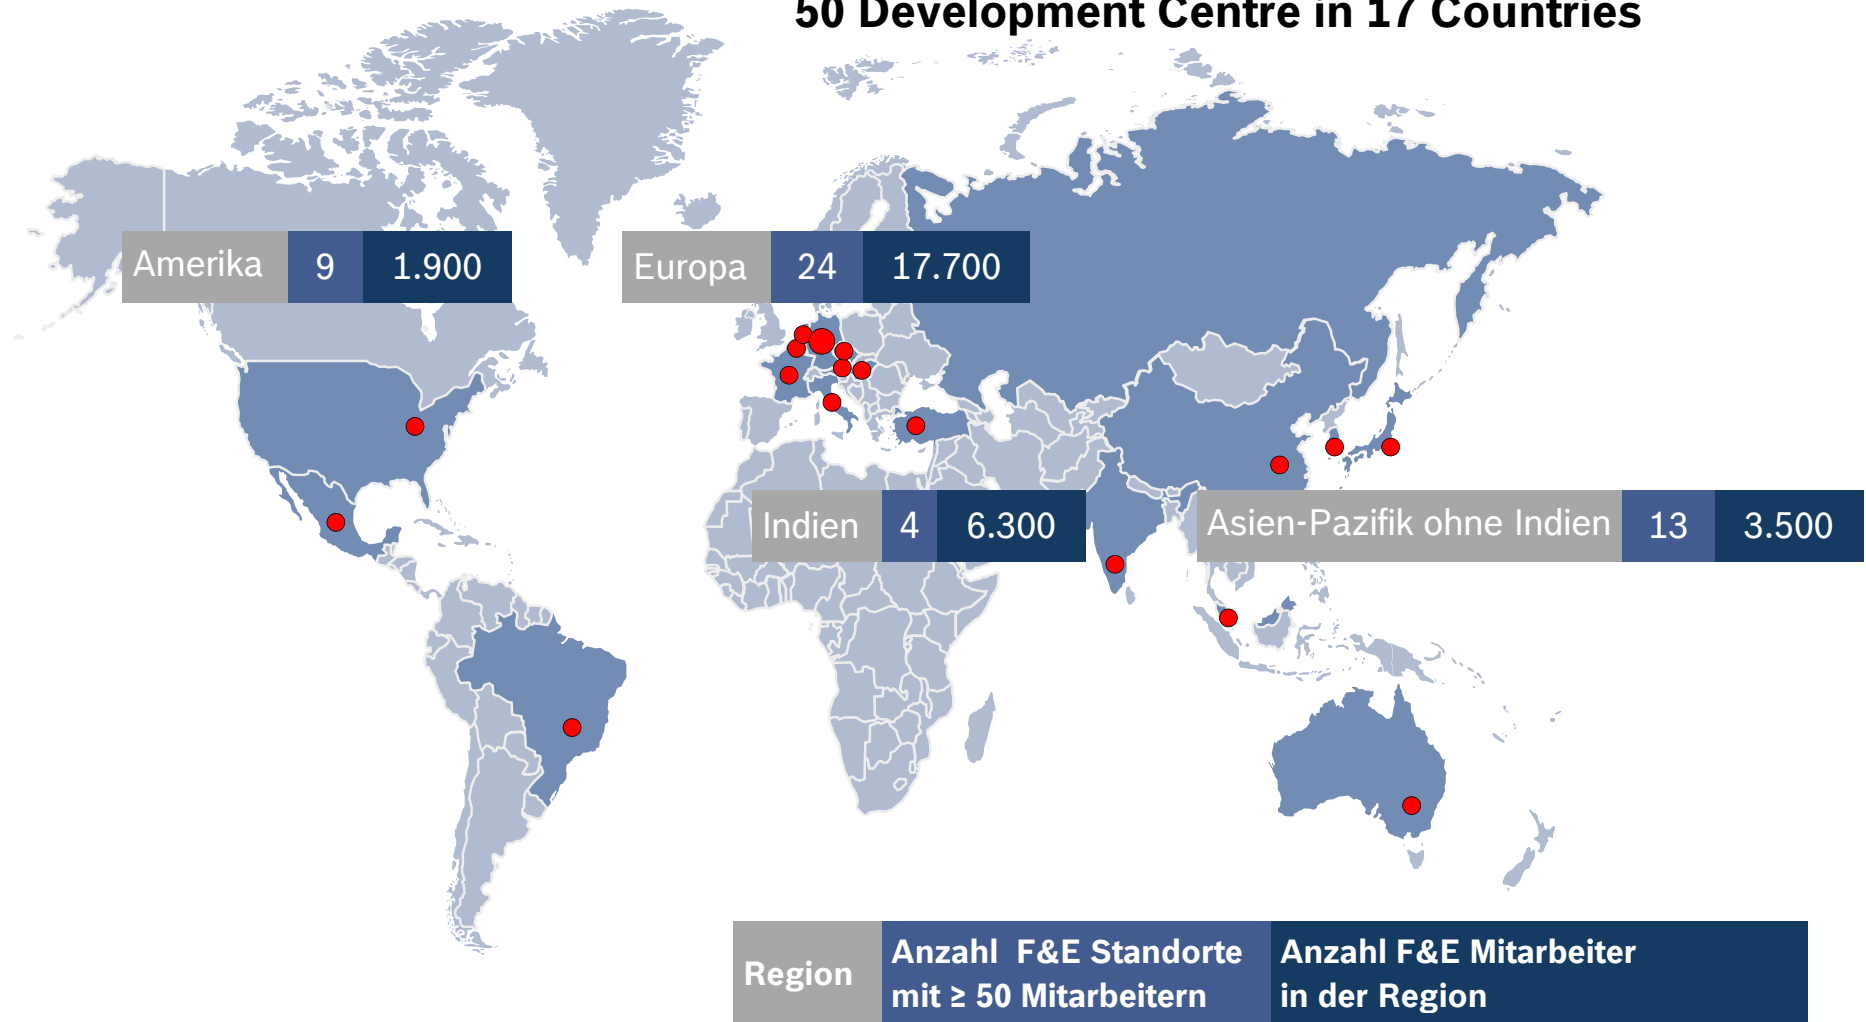 50 Development Centre in 17 Countries
Amerika 9 1.900
Europa 24 17.700
Indien 4 6.300
Asien-Pazifik ohne Indien 13 3.500
Region
Anzahl F&E Standorte
mit ≥ 50 Mitarbeitern
Anzahl F&E Mitarbeiter
in der Region